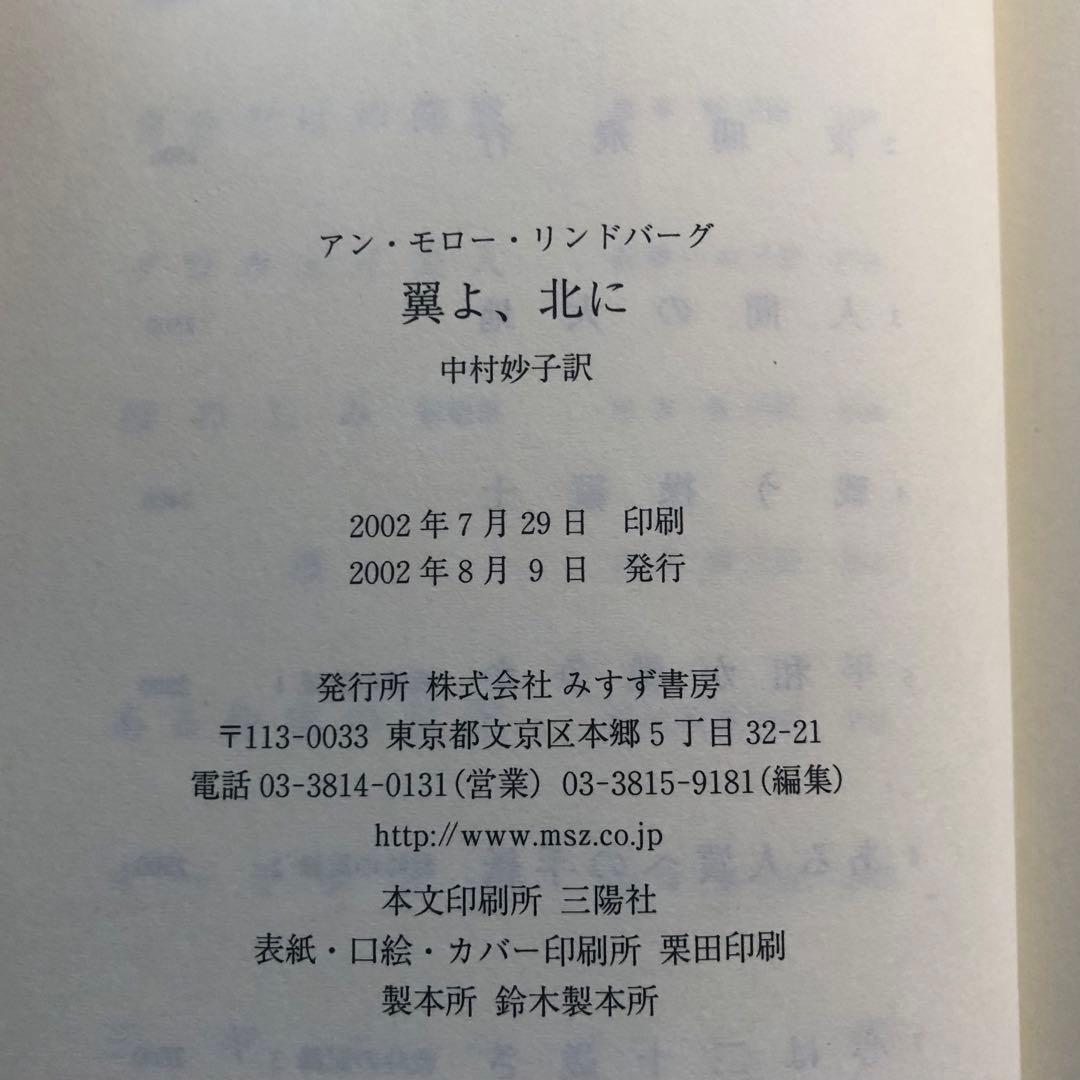 アン・モロー・リンドバーグ
翼よ、北に
中村妙子訳
2002年7月29日 印刷
2002年8月9日 発行
発行所 株式会社 みすず書房
〒113-0033 東京都文京区本郷5丁目32-21
電話 03-3814-0131(営業) 03-3815-9181(編集)
http://www.msz.co.jp
本文印刷所 三陽社
表紙・口絵・カバー印刷所 栗田印刷
製本所 鈴木製本所